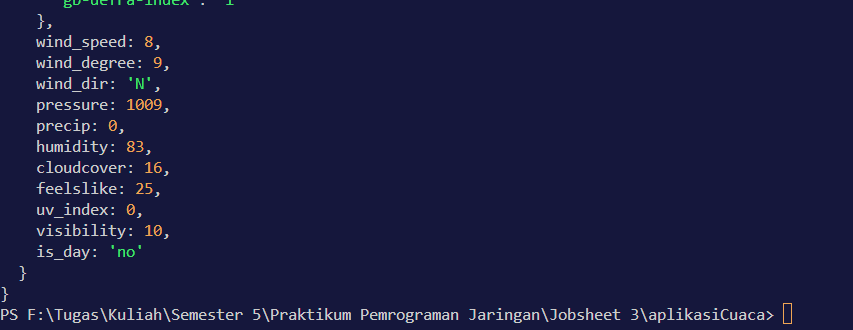 'gb-defra-index': '1'
},
wind_speed: 8,
wind_degree: 9,
wind_dir: 'N',
pressure: 1009,
precip: 0,
humidity: 83,
cloudcover: 16,
feelslike: 25,
uv_index: 0,
visibility: 10,
is_day: 'no'
}
}
PS F:\Tugas\Kuliah\Semester 5\Praktikum Pemrograman Jaringan\Jobsheet 3\aplikasiCuaca>